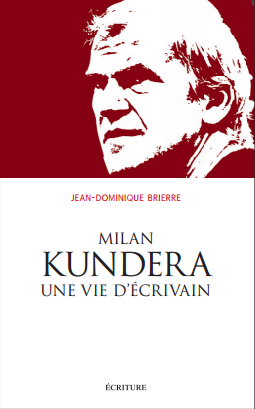 JEAN-DOMINIQUE BRIERRE
MILAN
KUNDERA
UNE VIE D'ÉCRIVAIN
ÉCRITURE